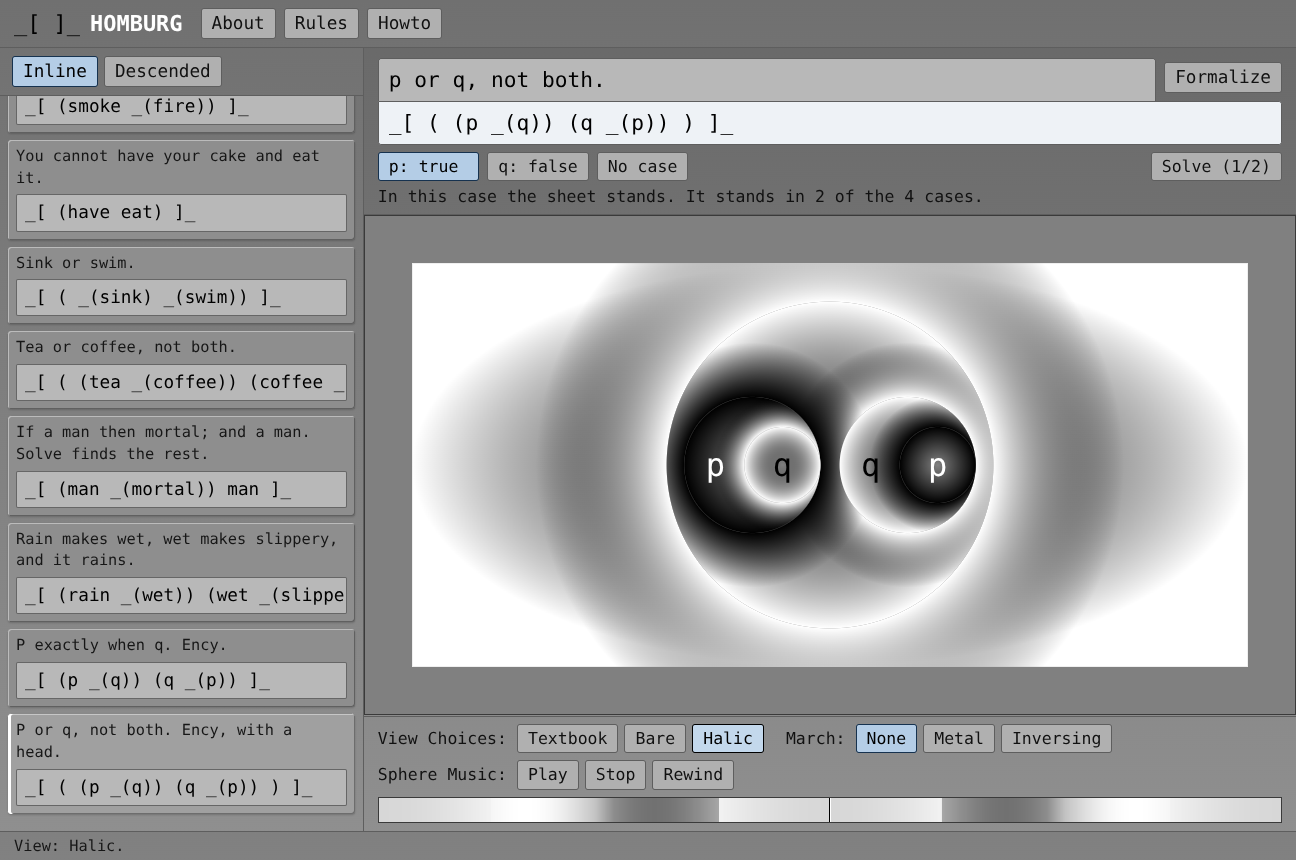 _[ ]_ HOMBURG About Rules Howto
Inline Descended
_[ (smoke _(fire)) ]_
You cannot have your cake and eat
it.
_[ (have eat) ]_
Sink or swim.
_[ ( _(sink) _(swim)) ]_
Tea or coffee, not both.
_[ ( (tea _(coffee)) (coffee _
If a man then mortal; and a man.
Solve finds the rest.
_[ (man _(mortal)) man ]_
Rain makes wet, wet makes slippery,
and it rains.
_[ (rain _(wet)) (wet _(slippe
P exactly when q. Ency.
_[ (p _(q)) (q _(p)) ]_
P or q, not both. Ency, with a
head.
_[ ( (p _(q)) (q _(p)) ) ]_
p or q, not both.
Formalize
_[ ( (p _(q)) (q _(p)) ) ]_
p: true q: false No case Solve (1/2)
In this case the sheet stands. It stands in 2 of the 4 cases.
p q q p
View Choices: Textbook Bare Halic March: None Metal Inversing
Sphere Music: Play Stop Rewind
View: Halic.